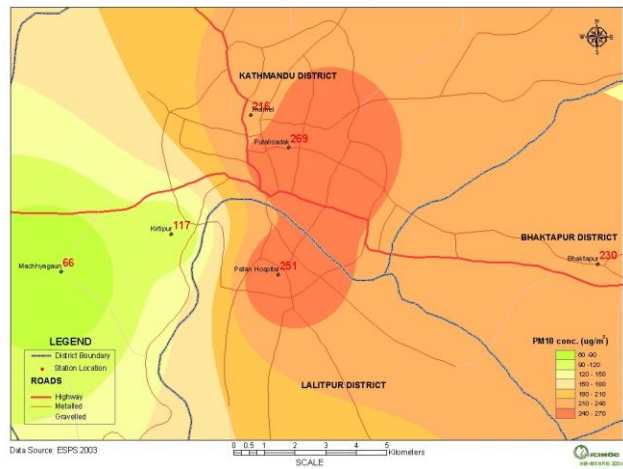 N
W E
S
KATHMANDU DISTRICT
216
Thamel
269
Putalisadak
117
Kirtipur
BHAKTAPUR DISTRICT
66
Machhyagaun
230
Bhaktapur
251
Patan Hospital
LALITPUR DISTRICT
LEGEND
District Boundary
Station Location
ROADS
Highway
Metalled
Gravelled
PM10 conc. (ug/m³)
60 -90
90 -120
120 - 150
150 - 180
180 - 210
210 - 240
240 - 270
Data Source: ESPS 2003
0 0.5 1 2 3 4 5
Kilometers
SCALE
ICIMOD